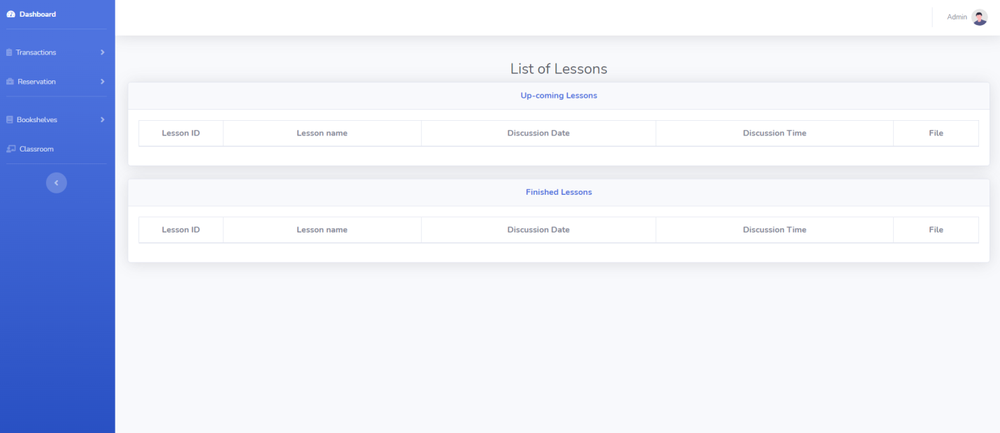 Dashboard
Admin
Transactions
Reservation
Bookshelves
Classroom
List of Lessons
Up-coming Lessons
Lesson ID Lesson name Discussion Date Discussion Time File
Finished Lessons
Lesson ID Lesson name Discussion Date Discussion Time File